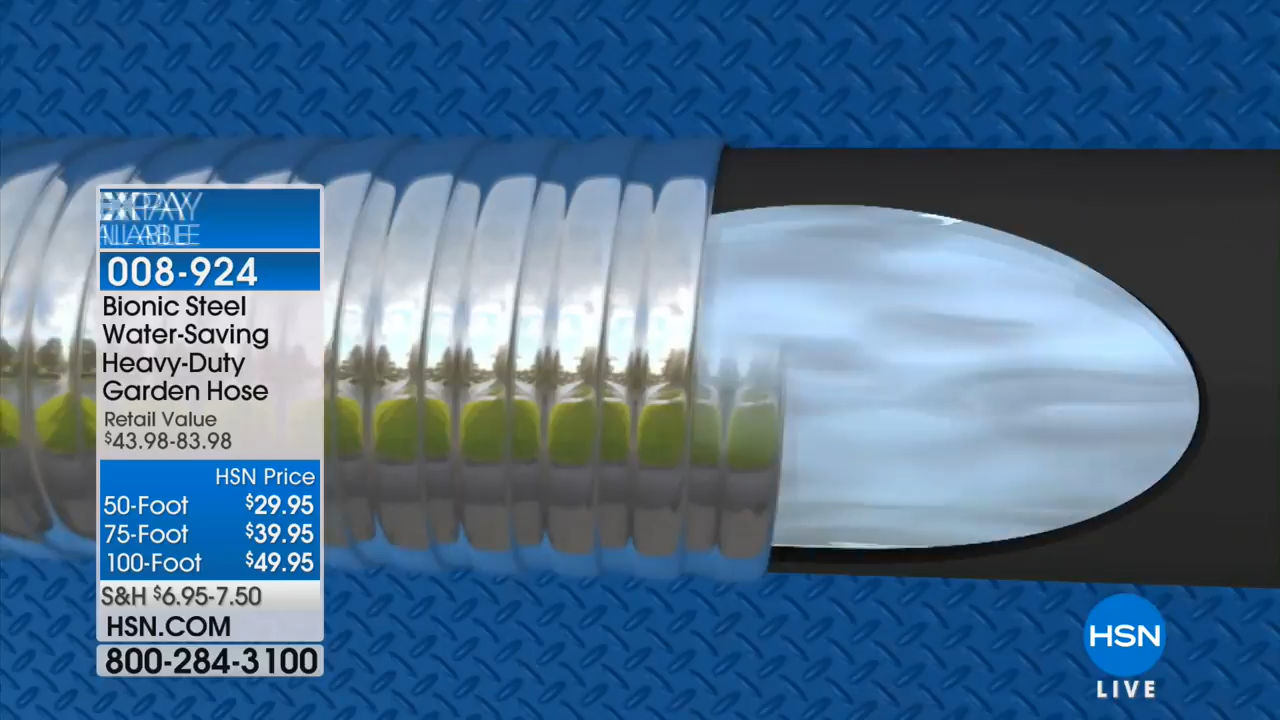 008-924
Bionic Steel
Water-Saving
Heavy-Duty
Garden Hose
Retail Value
$43.98-83.98
HSN Price
50-Foot $29.95
75-Foot $39.95
100-Foot $49.95
S&H $6.95-7.50
HSN.COM
800-284-3100
HSN
LIVE